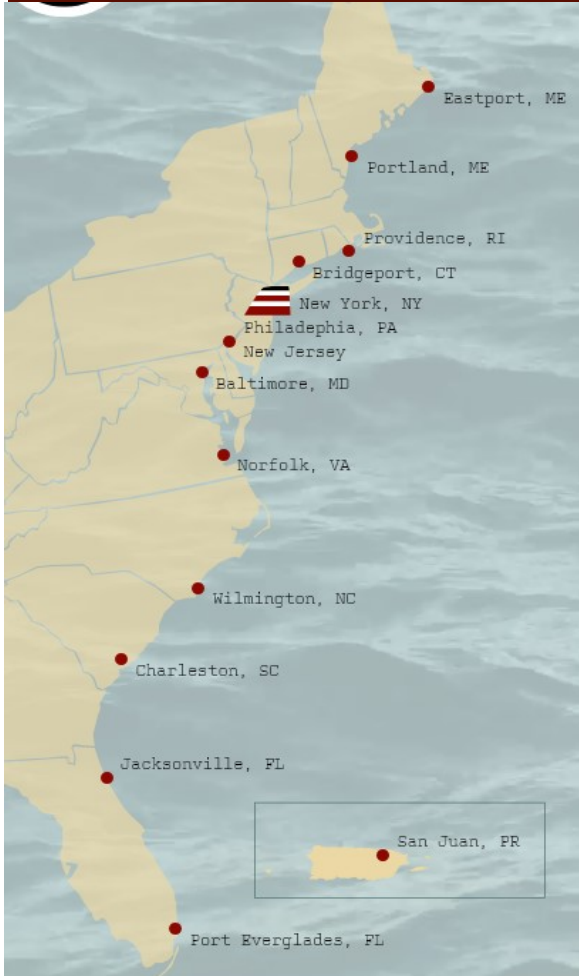 Eastport, ME
Portland, ME
Providence, RI
Bridgeport, CT
New York, NY
Philadephia, PA
New Jersey
Baltimore, MD
Norfolk, VA
Wilmington, NC
Charleston, SC
Jacksonville, FL
San Juan, PR
Port Everglades, FL